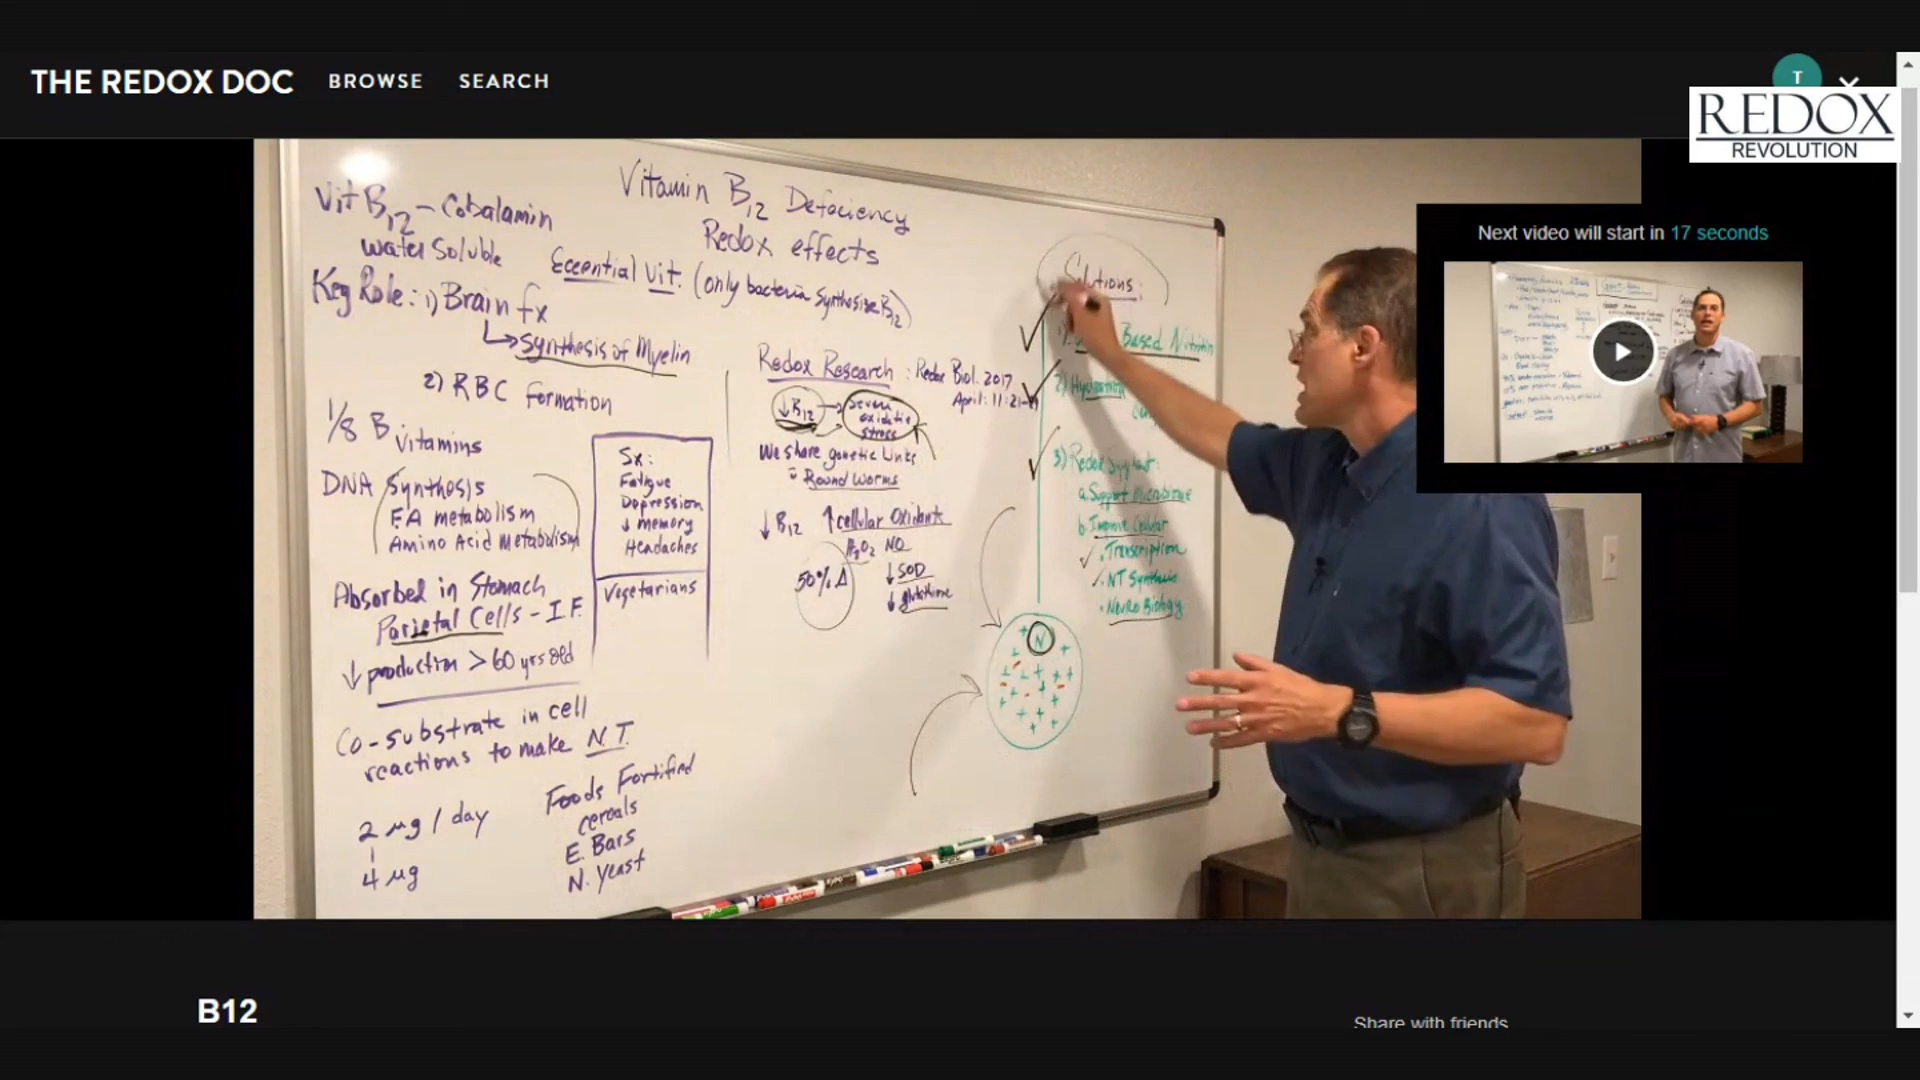 THE REDOX DOC
BROWSE
SEARCH
T
REDOX
REVOLUTION
Next video will start in 17 seconds
Vitamin B12 Deficiency
Redox effects
Vit B12 - Cobalamin
water Soluble
Eccential Vit. (only bacteria synthesize B12)
Key Role: 1) Brain fx
Synthesis of Myelin
2) RBC formation
1/8 B vitamins
DNA Synthesis
F.A metabolism
Amino Acid Metabolism
Absorbed in Stomach
Parietal Cells - I.F.
↓ production > 60 yrs old
Co-substrate in cell
reactions to make N.T.
2 μg / day
4 μg
Foods Fortified
cereals
E. Bars
N. Yeast
Sx:
Fatigue
Depression
↓ memory
Headaches
Vegetarians
Redox Research: Redox Biol. 2017
April: 11: 21-
↓ B12 → severe
oxidative
stress
We share genetic links
Round Worms
↓ B12 ↑ cellular Oxidants
H2O2 NO
50% Δ
↓ SOD
↓ glutathione
Solutions:
1) Based Nutrition
2)
3) Redox Support:
a. Support Microbiome
b. Improve Cellular
• Transcription
• NT Synthesis
• Neuro Biology
N
B12
Share with friends